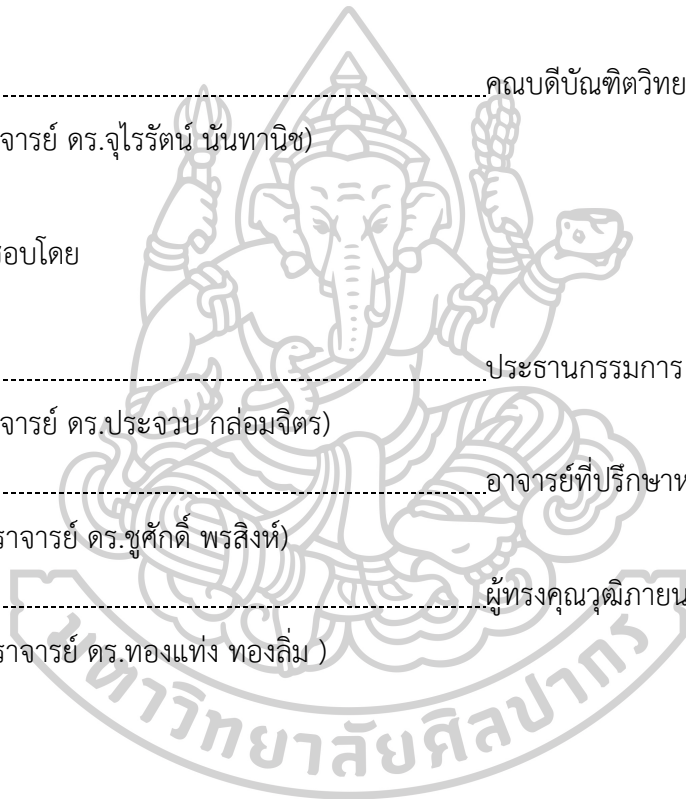 คณบดีบัณฑิตวิทย
จารย์ ดร.จุไรรัตน์ นันทานิช)
อบโดย
ประธานกรรมการ
จารย์ ดร.ประจวบ กล่อมจิตร)
อาจารย์ที่ปรึกษาห
ราจารย์ ดร.ชูศักดิ์ พรสิงห์)
ผู้ทรงคุณวุฒิภายน
ราจารย์ ดร.ทองแท่ง ทองลิ่ม )
มหาวิทยาลัยศิลปากร